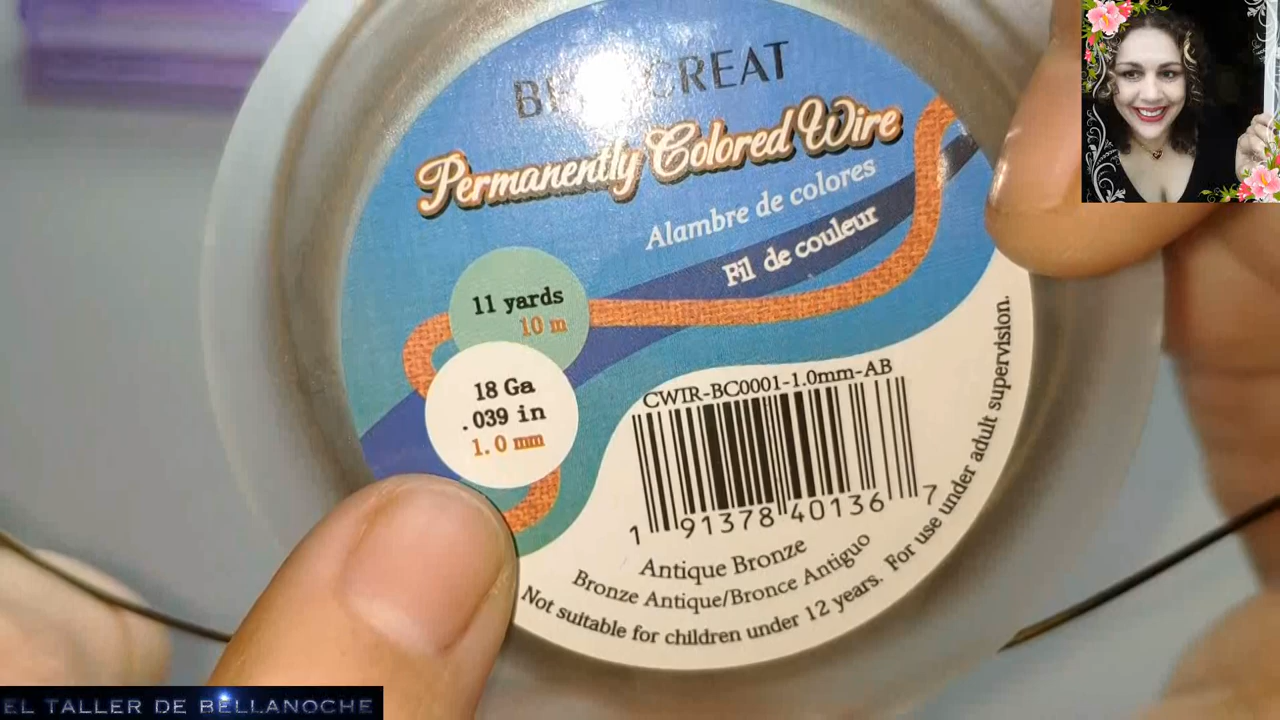 CREAT
Permanently Colored Wire
Alambre de colores
Fil de couleur
11 yards
10 m
18 Ga
.039 in
1.0 mm
CWIR-BC0001-1.0mm-AB
1 91378 40136 7
Antique Bronze
Bronze Antique/Bronce Antiguo
Not suitable for children under 12 years. For use under adult supervision.
EL TALLER DE BELLANOCHE